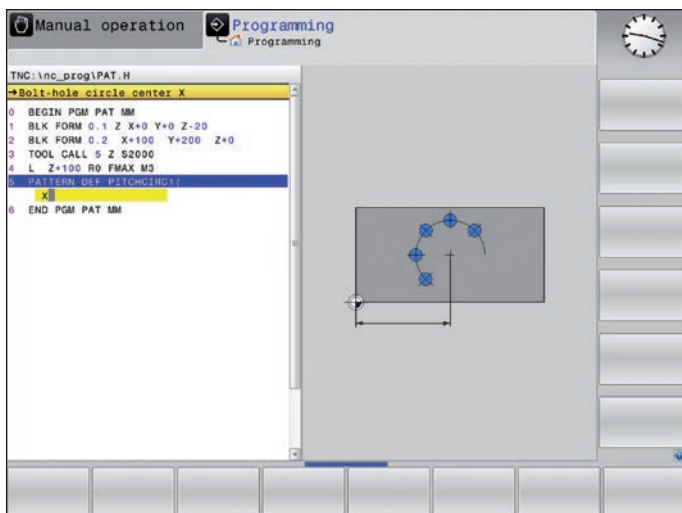 Manual operation
Programming
Programming
TNC:\nc_prog\PAT.H
→Bolt-hole circle center X
0 BEGIN PGM PAT MM
1 BLK FORM 0.1 Z X+0 Y+0 Z-20
2 BLK FORM 0.2 X+100 Y+200 Z+0
3 TOOL CALL 5 Z S2000
4 L Z+100 R0 FMAX M3
5 PATTERN DEF PITCHCIRC1(
X
6 END PGM PAT MM